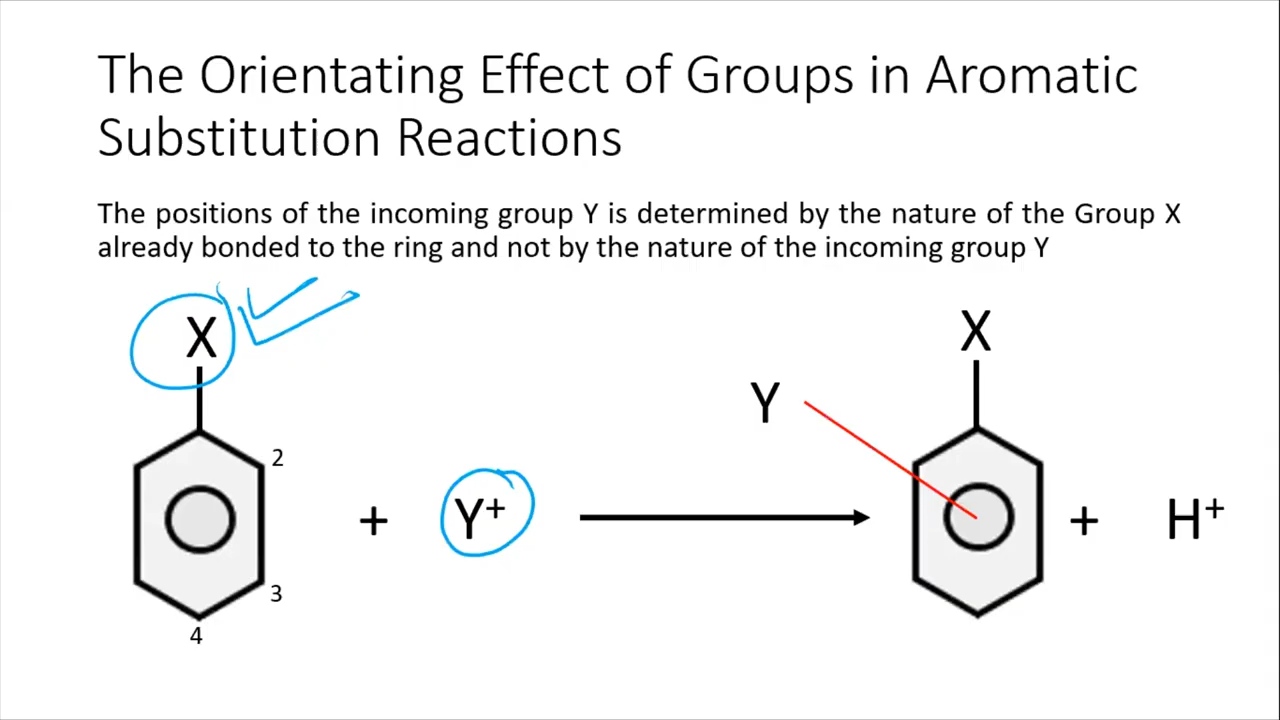 The Orientating Effect of Groups in Aromatic
Substitution Reactions
The positions of the incoming group Y is determined by the nature of the Group X
already bonded to the ring and not by the nature of the incoming group Y
X
2
3
4
+
Y⁺
Y
X
+
H⁺